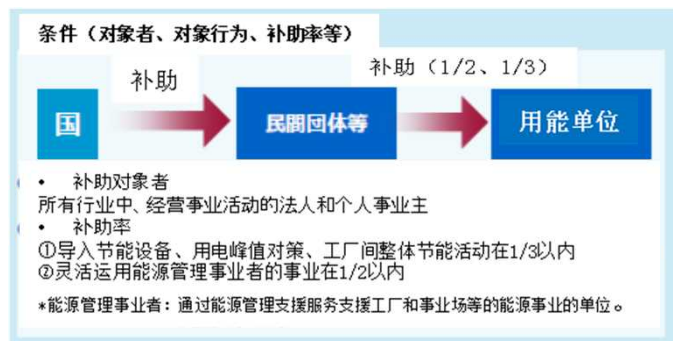 条件（对象者、对象行为、补助率等）
补助
补助（1/2、1/3）
国
民間団体等
用能单位
• 补助对象者
所有行业中、经营事业活动的法人和个人事业主
• 补助率
①导入节能设备、用电峰值对策、工厂间整体节能活动在1/3以内
②灵活运用能源管理事业者的事业在1/2以内
*能源管理事业者：通过能源管理支援服务支援工厂和事业场等的能源事业的单位。